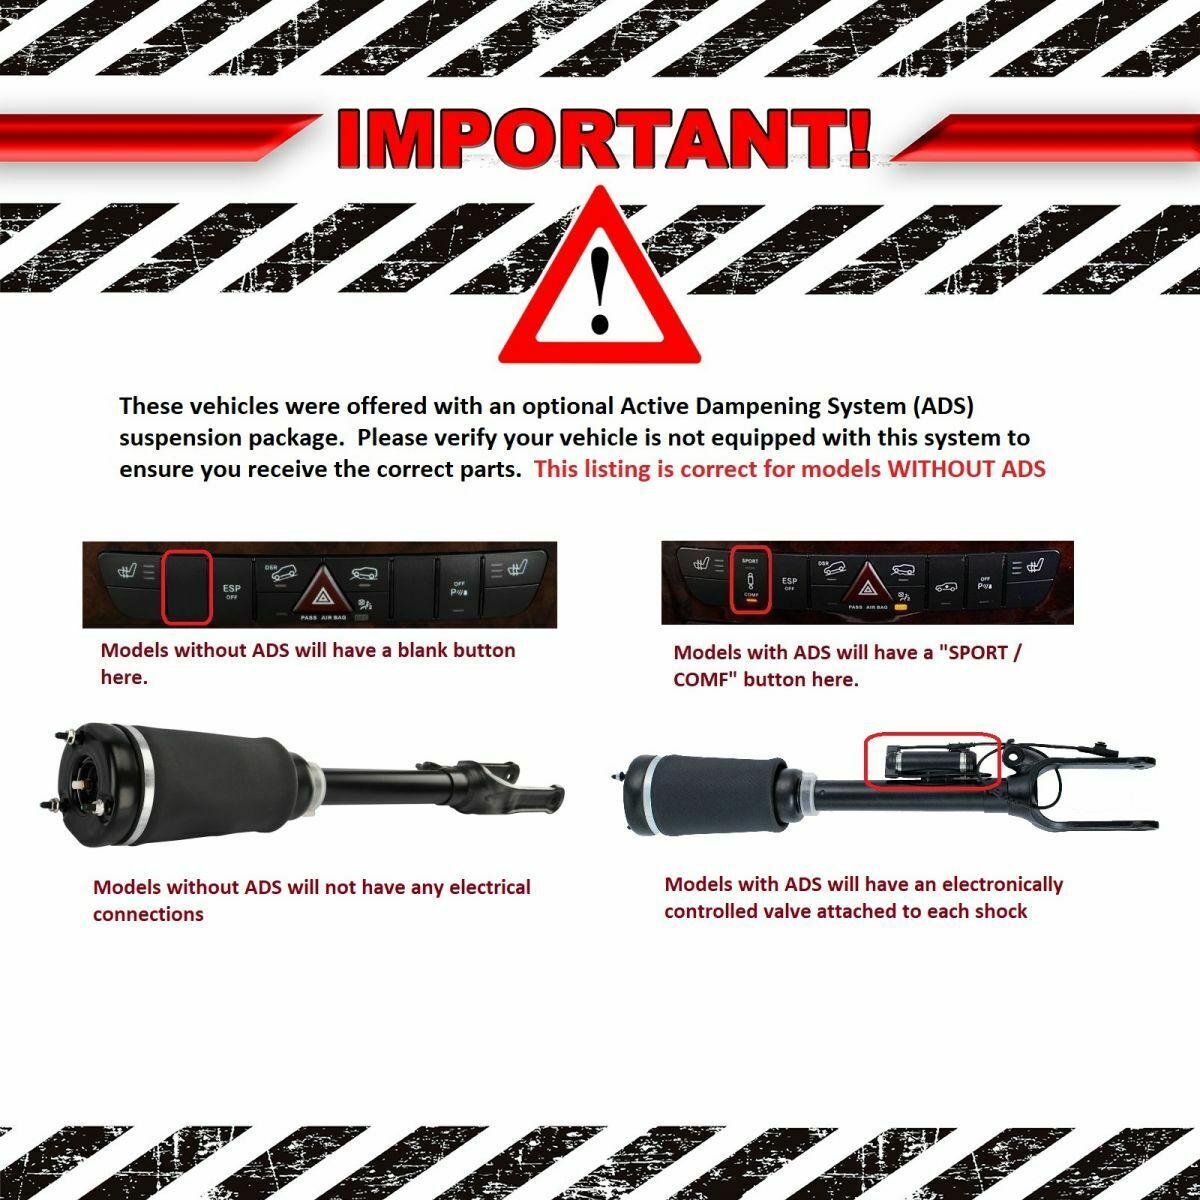 IMPORTANT!
!
These vehicles were offered with an optional Active Dampening System (ADS)
suspension package.  Please verify your vehicle is not equipped with this system to
ensure you receive the correct parts.  This listing is correct for models WITHOUT ADS
ESP
OFF
DSR
PASS AIR BAG
OFF
P
SPORT
COMF
ESP
OFF
DSR
PASS AIR BAG
OFF
P
Models without ADS will have a blank button
here.
Models with ADS will have a "SPORT /
COMF" button here.
Models without ADS will not have any electrical
connections
Models with ADS will have an electronically
controlled valve attached to each shock